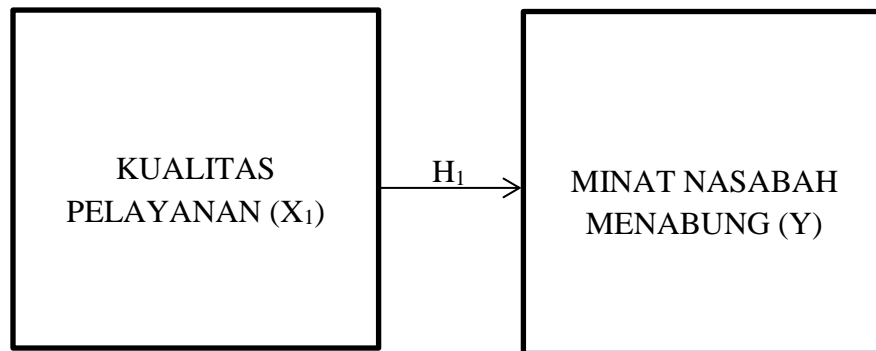 KUALITAS
PELAYANAN (X₁)
H₁
MINAT NASABAH
MENABUNG (Y)